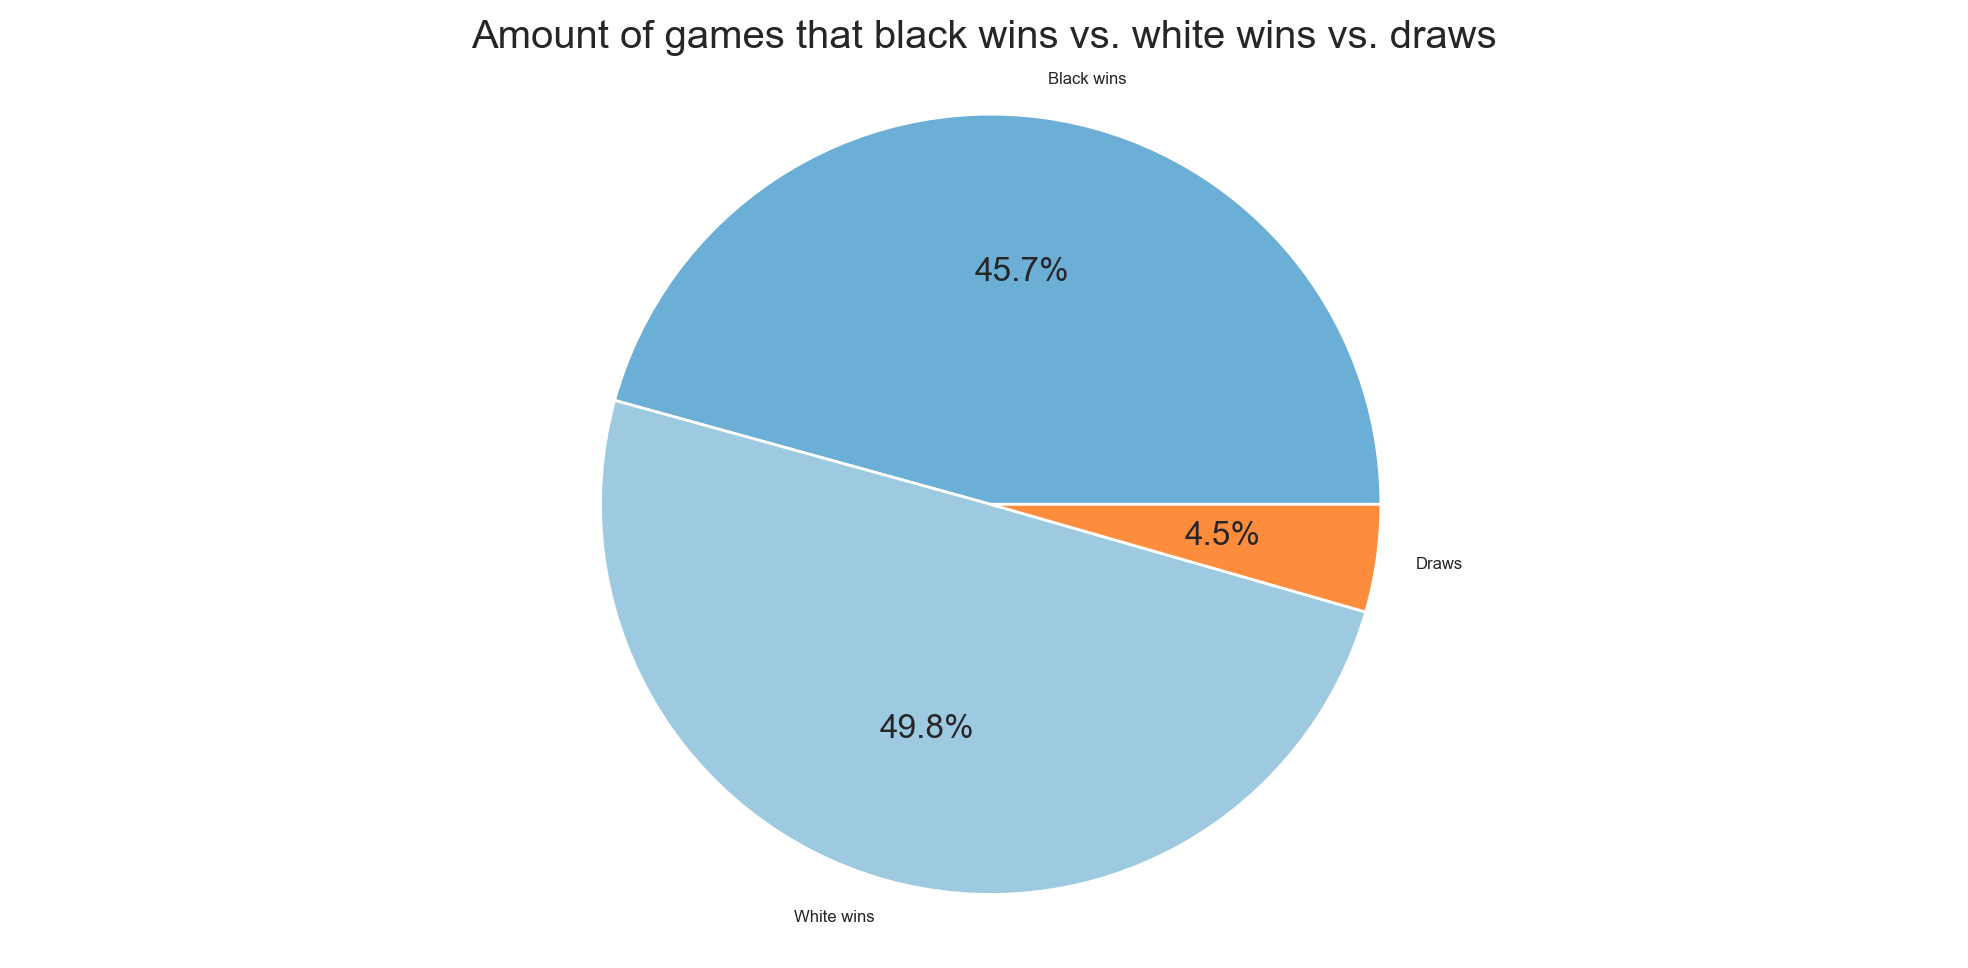 Amount of games that black wins vs. white wins vs. draws
Black wins
45.7%
4.5%
Draws
49.8%
White wins